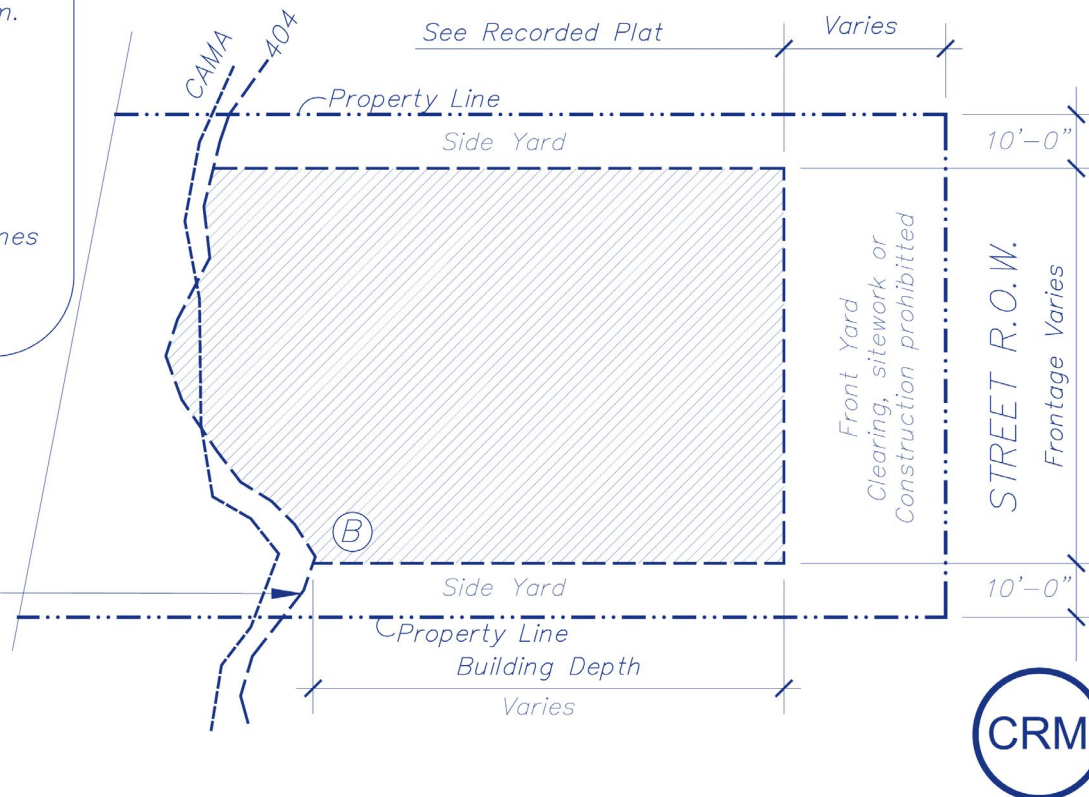 n.
nes
CAMA
404
See Recorded Plat
Varies
Property Line
Side Yard
10'-0"
Front Yard
Clearing, sitework or
Construction prohibitted
STREET R.O.W.
Frontage Varies
B
Side Yard
10'-0"
Property Line
Building Depth
Varies
CRM